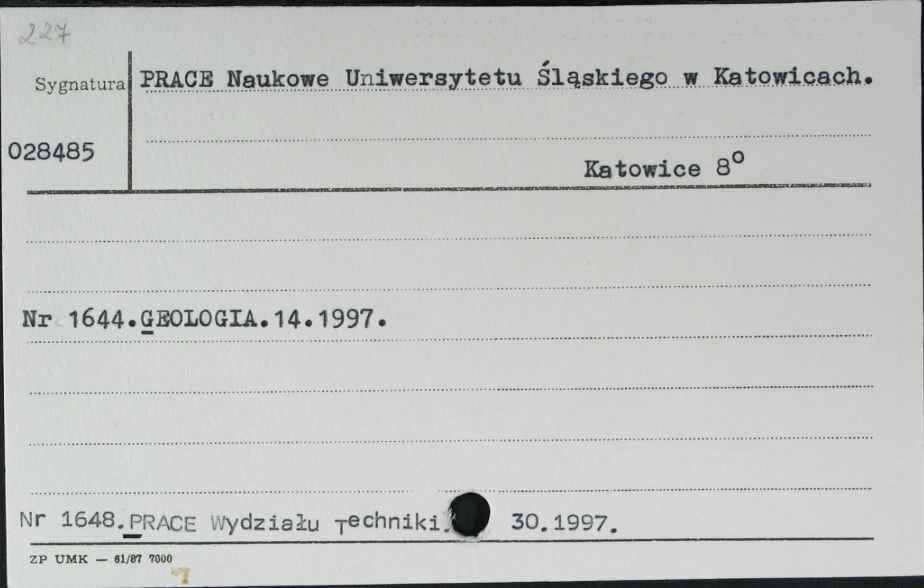 227
Sygnatura
PRACE Naukowe Uniwersytetu Śląskiego w Katowicach.
028485
Katowice 8º
Nr 1644.GEOLOGIA.14.1997.
Nr 1648.PRACE Wydziału Techniki. 30.1997.
ZP UMK — 61/87 7000